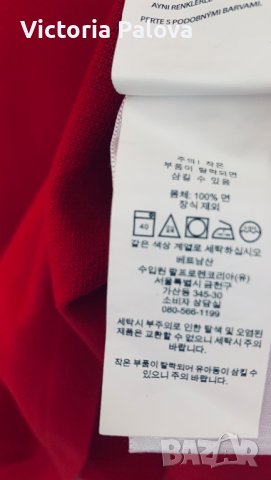 Victoria Palova
AYNI RENKLERLE
PERTE S PODOBNÝMI BARVAMI.
주의! 작은
부품이 탈락되면
삼킬 수 있음
몸체: 100% 면
장식 제외
40
같은 색상 계열로 세탁하십시오
베트남산
수입원 랄프로렌코리아(유)
서울특별시 금천구
가산동 345-30
소비자 상담실
080-566-1199
세탁시 부주의로 인한 탈색 및 오염된
제품은 교환할 수 없으니 세탁시 주의
바랍니다.
작은 부품이 탈락되어 유아동이 삼킬 수
있으니 주의 바랍니다.
BAZAR